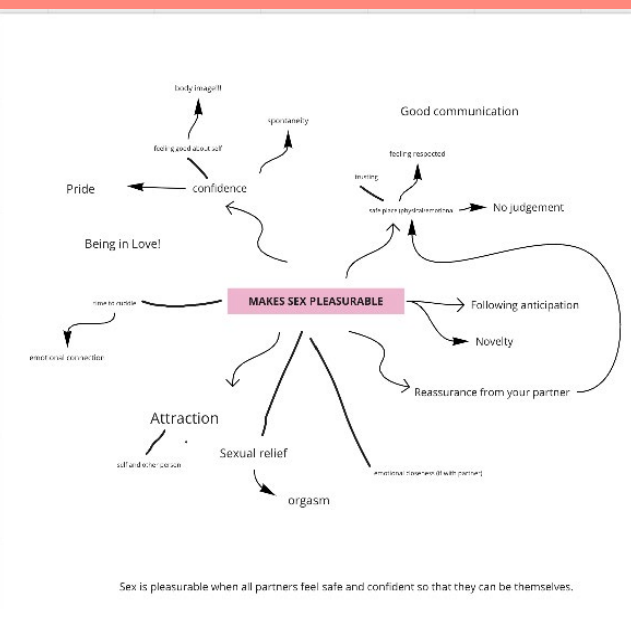 body image!!!
spontaneity
Good communication
feeling good about self
feeling respected
trusting
Pride
confidence
safe place (physical/emotiona
No judgement
Being in Love!
MAKES SEX PLEASURABLE
time to cuddle
Following anticipation
Novelty
emotional connection
Reassurance from your partner
Attraction
Sexual relief
self and other person
emotional closeness (if with partner)
orgasm
Sex is pleasurable when all partners feel safe and confident so that they can be themselves.